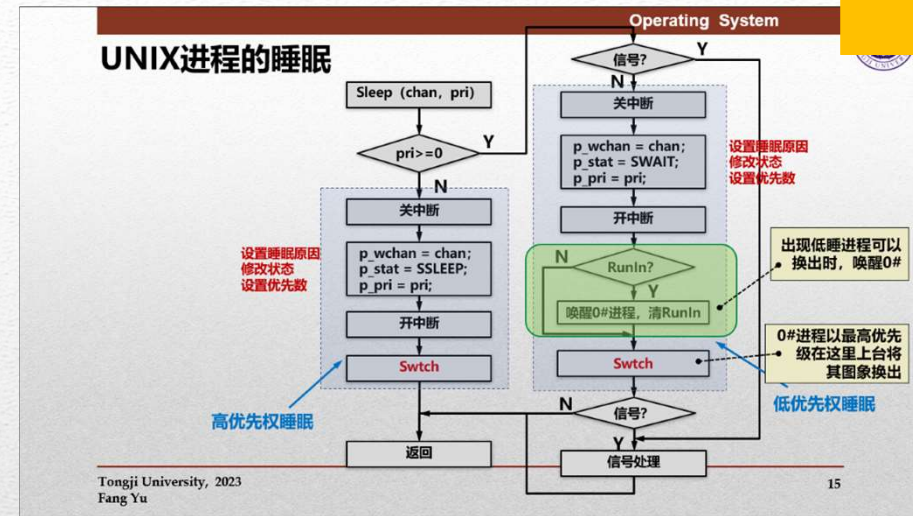 Operating System
UNIX进程的睡眠
Sleep (chan, pri)
pri>=0
Y
N
关中断
设置睡眠原因
修改状态
设置优先数
p_wchan = chan;
p_stat = SSLEEP;
p_pri = pri;
开中断
Swtch
高优先权睡眠
返回
信号?
Y
N
关中断
p_wchan = chan;
p_stat = SWAIT;
p_pri = pri;
设置睡眠原因
修改状态
设置优先数
开中断
N
RunIn?
Y
唤醒0#进程，清RunIn
出现低睡进程可以
换出时，唤醒0#
Swtch
0#进程以最高优先
级在这里上台将
其图象换出
低优先权睡眠
N
信号?
Y
信号处理
Tongji University, 2023
Fang Yu
15